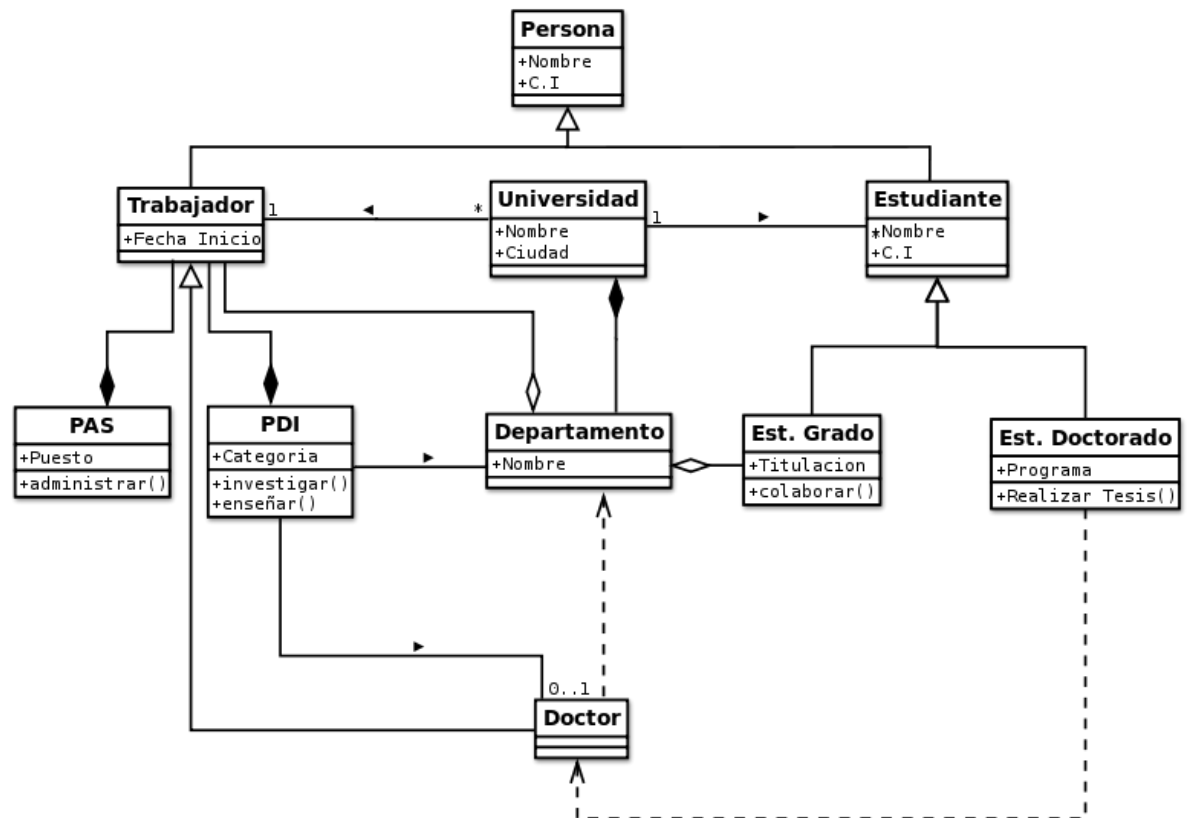 Persona
+Nombre
+C.I
Trabajador
+Fecha Inicio
1
*
Universidad
+Nombre
+Ciudad
1
Estudiante
*
+Nombre
+C.I
PAS
+Puesto
+administrar()
PDI
+Categoria
+investigar()
+enseñar()
Departamento
+Nombre
Est. Grado
+Titulacion
+colaborar()
Est. Doctorado
+Programa
+Realizar Tesis()
0..1
Doctor